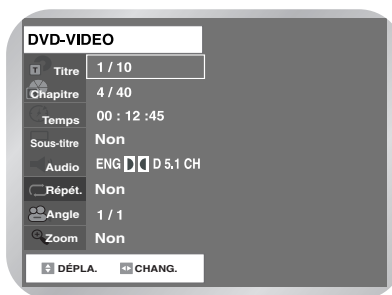 DVD-VIDEO
Titre 1 / 10
Chapitre 4 / 40
Temps 00 : 12 :45
Sous-titre Non
Audio ENG D 5.1 CH
Répét. Non
Angle 1 / 1
Zoom Non
DÉPLA. CHANG.